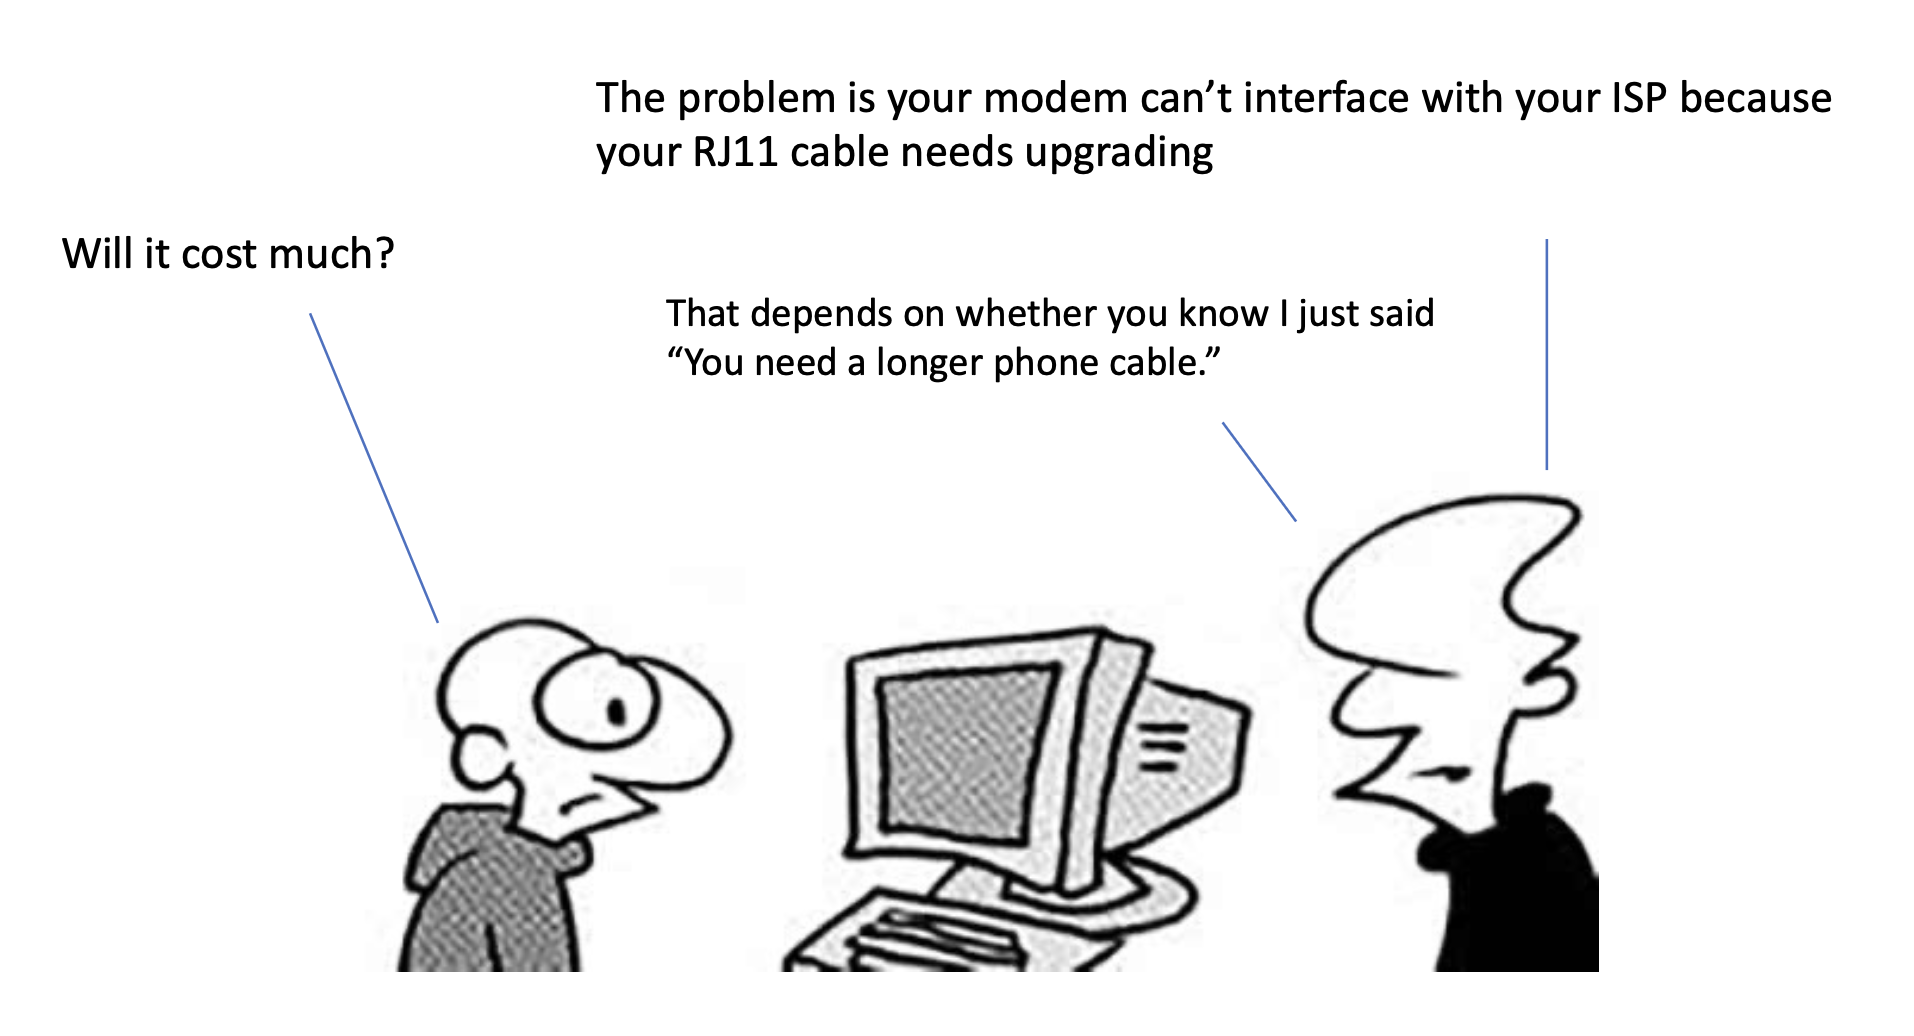 The problem is your modem can’t interface with your ISP because
your RJ11 cable needs upgrading
Will it cost much?
That depends on whether you know I just said
“You need a longer phone cable.”